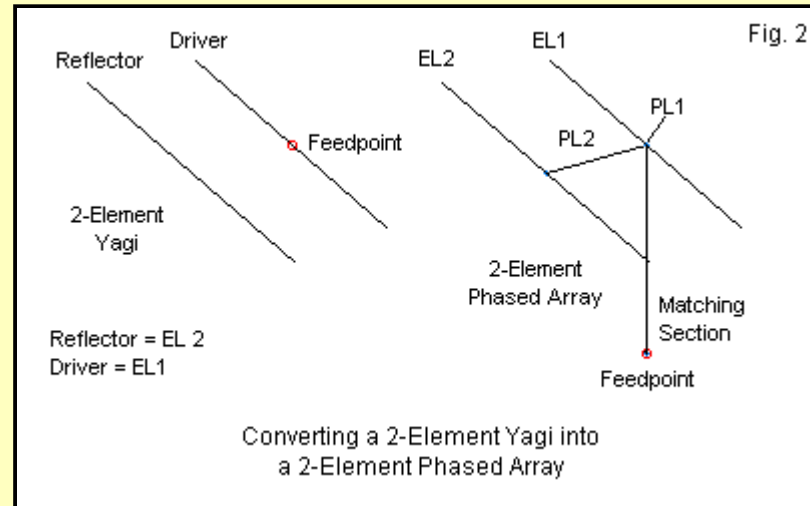 Fig. 2
Driver
Reflector
Feedpoint
2-Element
Yagi
Reflector = EL 2
Driver = EL1
EL1
EL2
PL1
PL2
2-Element
Phased Array
Matching
Section
Feedpoint
Converting a 2-Element Yagi into
a 2-Element Phased Array